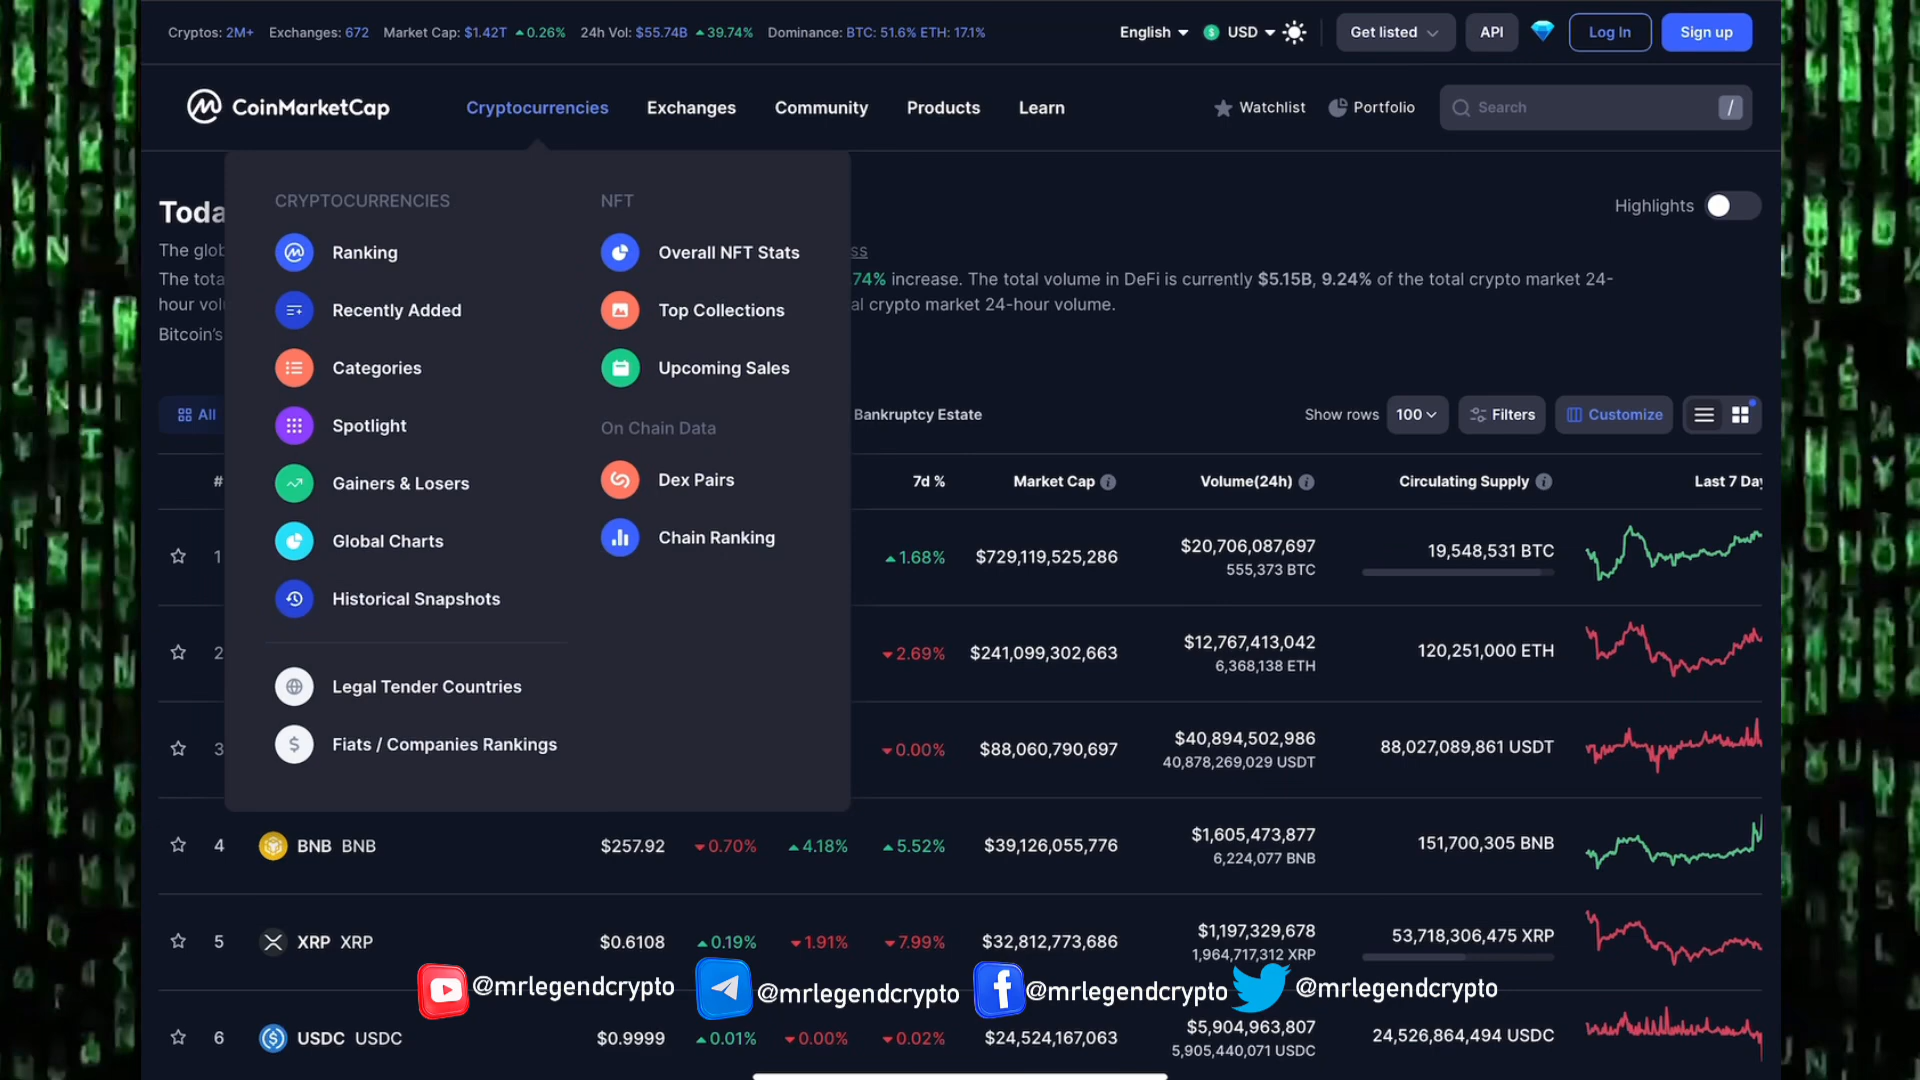 Cryptos: 2M+ Exchanges: 672 Market Cap: $1.42T 0.26% 24h Vol: $55.74B 39.74% Dominance: BTC: 51.6% ETH: 17.1%
English USD Get listed API Log In Sign up
CoinMarketCap Cryptocurrencies Exchanges Community Products Learn Watchlist Portfolio Search /
CRYPTOCURRENCIES
Ranking
Recently Added
Categories
Spotlight
Gainers & Losers
Global Charts
Historical Snapshots
Legal Tender Countries
Fiats / Companies Rankings
NFT
Overall NFT Stats
Top Collections
Upcoming Sales
On Chain Data
Dex Pairs
Chain Ranking
Toda
Highlights
The glob ss
The tota 74% increase. The total volume in DeFi is currently $5.15B, 9.24% of the total crypto market 24-
hour volu al crypto market 24-hour volume.
Bitcoin's
All Bankruptcy Estate Show rows 100 Filters Customize
# 7d % Market Cap Volume(24h) Circulating Supply Last 7 Day
1 1.68% $729,119,525,286 $20,706,087,697 19,548,531 BTC
555,373 BTC
2 2.69% $241,099,302,663 $12,767,413,042 120,251,000 ETH
6,368,138 ETH
3 0.00% $88,060,790,697 $40,894,502,986 88,027,089,861 USDT
40,878,269,029 USDT
4 BNB BNB $257.92 0.70% 4.18% 5.52% $39,126,055,776 $1,605,473,877 151,700,305 BNB
6,224,077 BNB
5 XRP XRP $0.6108 0.19% 1.91% 7.99% $32,812,773,686 $1,197,329,678 53,718,306,475 XRP
1,964,717,312 XRP
@mrlegendcrypto @mrlegendcrypto @mrlegendcrypto @mrlegendcrypto
6 USDC USDC $0.9999 0.01% 0.00% 0.02% $24,524,167,063 $5,904,963,807 24,526,864,494 USDC
5,905,440,071 USDC